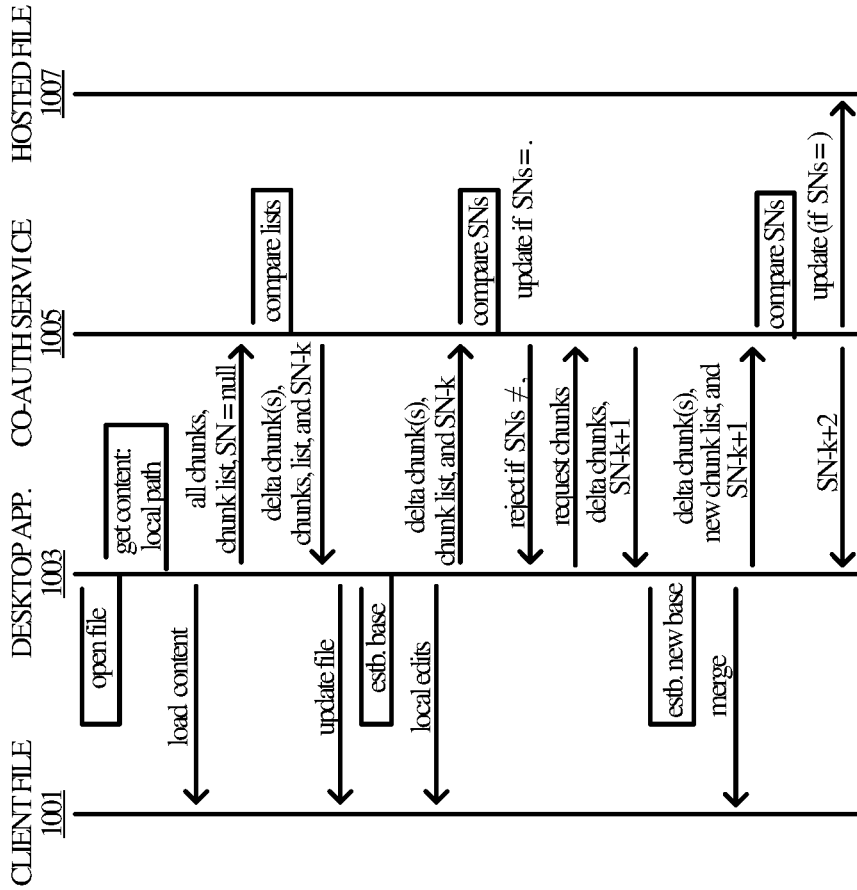 CLIENT FILE
1001
DESKTOP APP.
1003
CO-AUTH SERVICE
1005
HOSTED FILE
1007
open file
get content:
local path
load content
all chunks,
chunk list, SN = null
compare lists
delta chunk(s),
chunks, list, and SN-k
update file
estb. base
local edits
delta chunk(s),
chunk list, and SN-k
compare SNs
update if SNs = .
reject if SNs ≠ ,
request chunks
delta chunks,
SN-k+1
estb. new base
merge
delta chunk(s),
new chunk list, and
SN-k+1
compare SNs
update (if SNs = )
SN-k+2